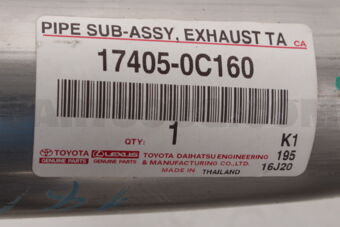 PIPE SUB-ASSY, EXHAUST TA CA
17405-0C160
QTY: 1 K1
TOYOTA LEXUS TOYOTA DAIHATSU ENGINEERING 195
GENUINE PARTS GENUINE PARTS & MANUFACTURING CO., LTD. 16J20
MADE IN THAILAND